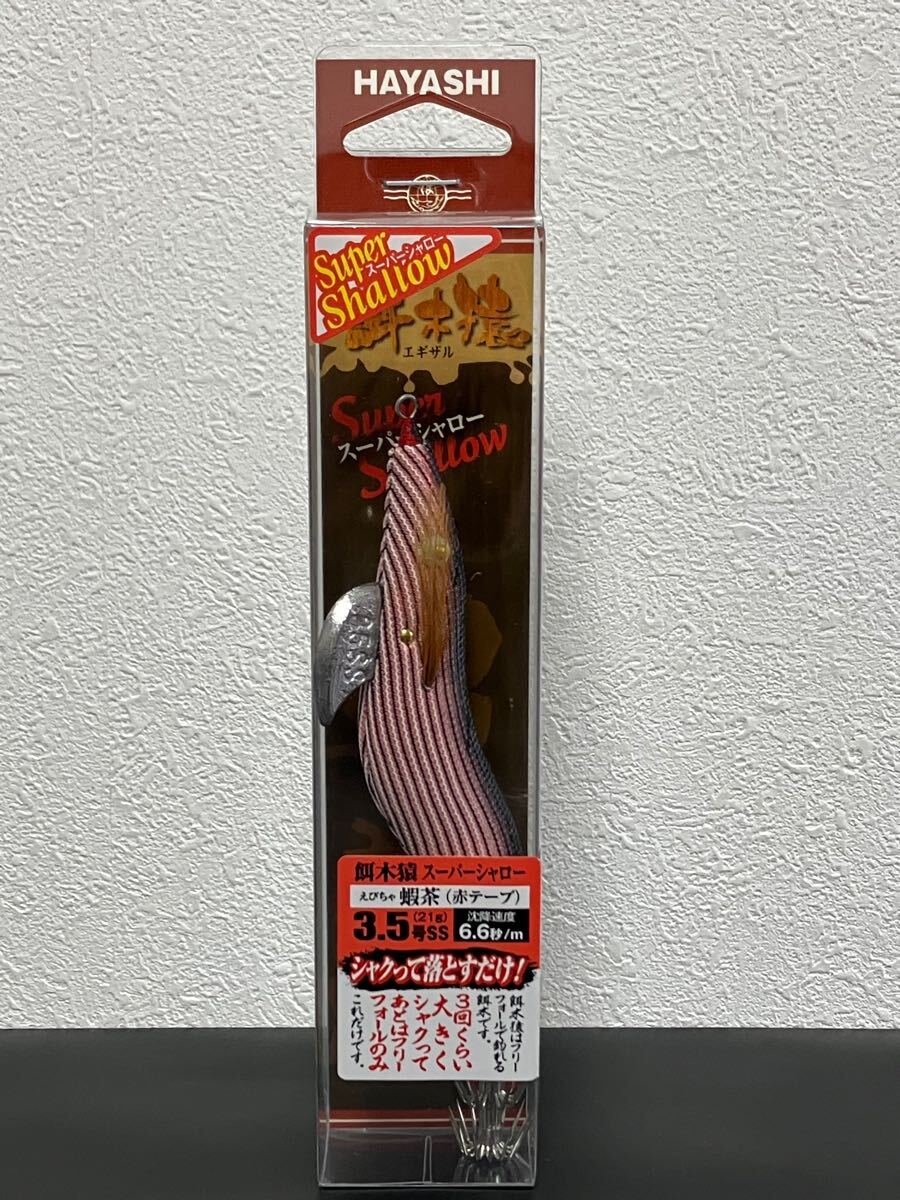 HAYASHI
Super
スーパーシャロー
Shallow
餌木猿
エギザル
Super
スーパーシャロー
Shallow
餌木猿 スーパーシャロー
えびちゃ 蝦茶 (赤テープ)
3.5号SS (21g) 沈降速度 6.6秒/m
シャクって落とすだけ!
餌木猿はフリー
フォールで釣れる
餌木です。
3回くらい
大きく
シャクって
あとはフリー
フォールのみ
これだけです。